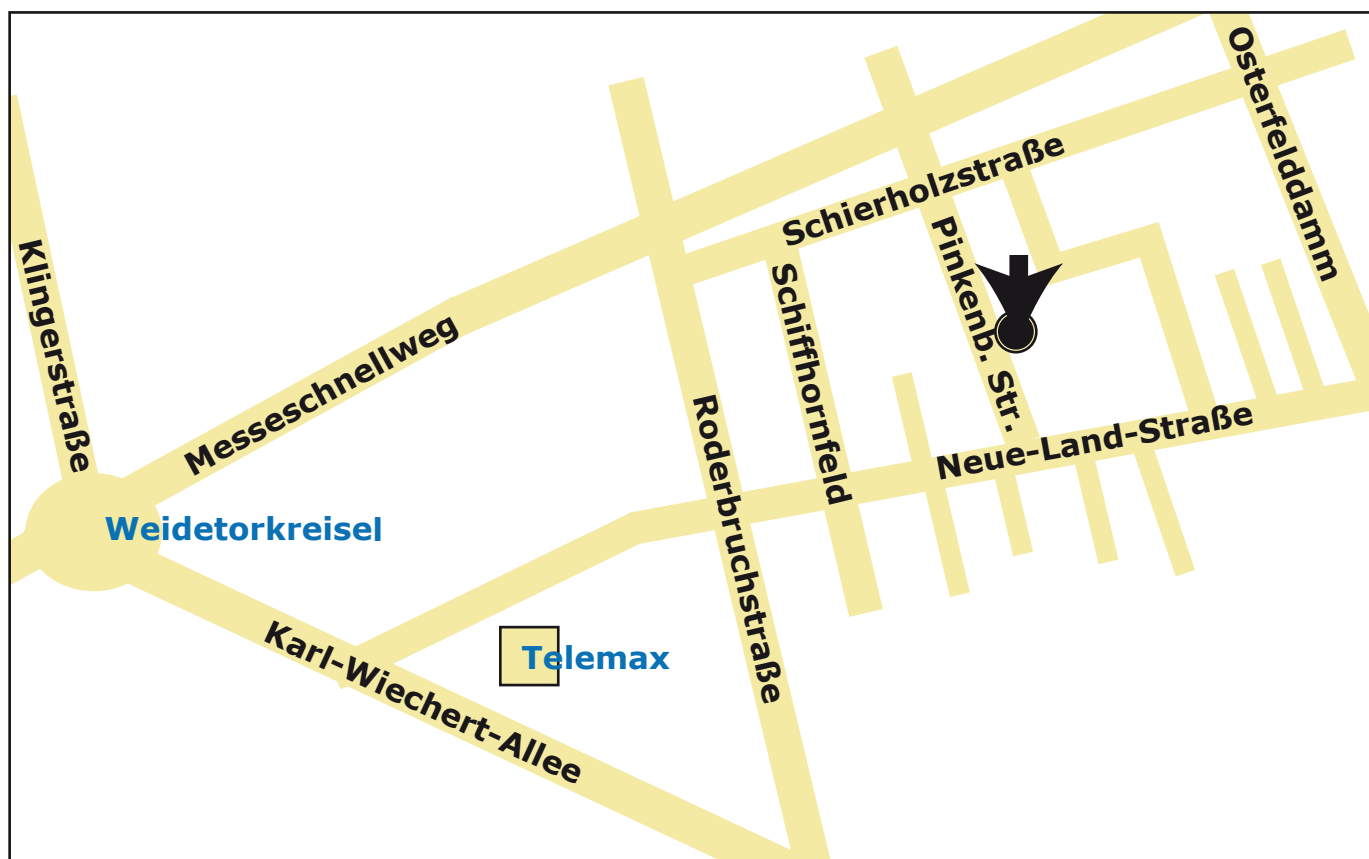 Osterfelddamm
Schierholzstraße
Pinkenb. Str.
Klingerstraße
Schiffhornfeld
Messeschnellweg
Roderbruchstraße
Neue-Land-Straße
Weidetorkreisel
Karl-Wiechert-Allee
Telemax